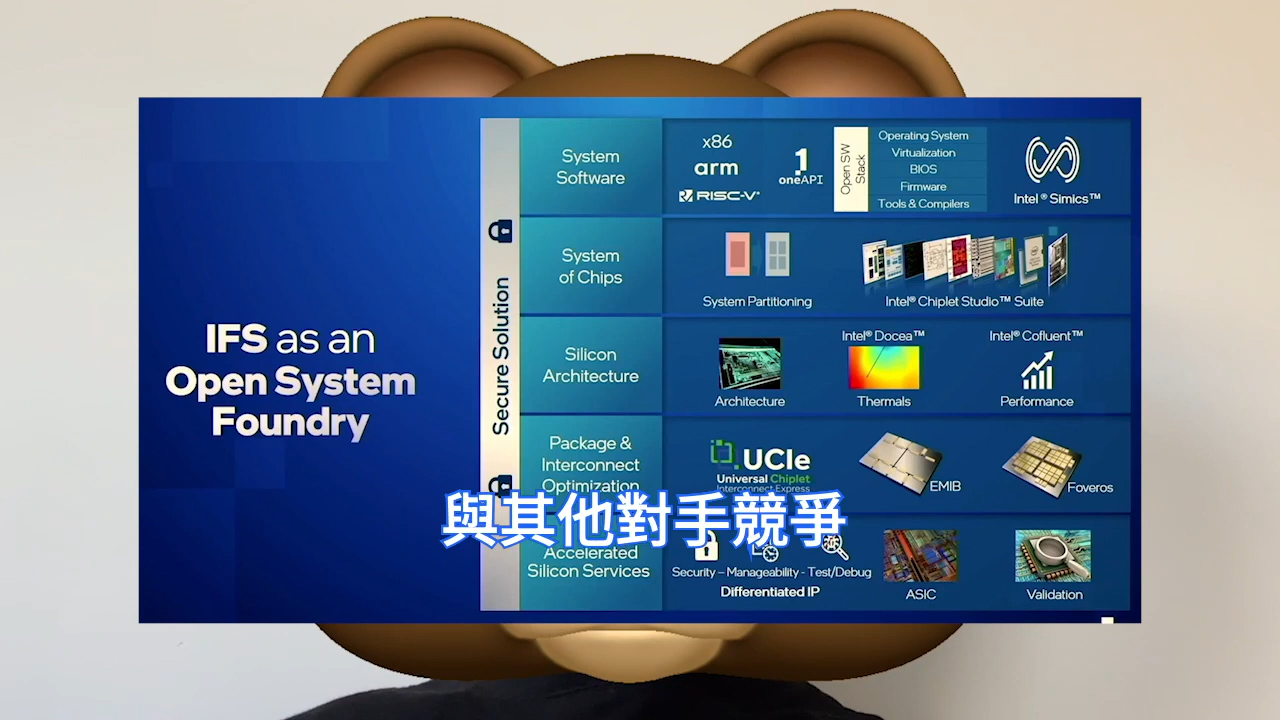 IFS as an
Open System
Foundry
Secure Solution
System
Software
x86
arm
RISC-V®
oneAPI
Open SW
Stack
Operating System
Virtualization
BIOS
Firmware
Tools & Compilers
Intel® Simics™
System
of Chips
System Partitioning
Intel® Chiplet Studio™ Suite
Silicon
Architecture
Architecture
Intel® Docea™
Thermals
Intel® Cofluent™
Performance
Package &
Interconnect
Optimization
UCIe
Universal Chiplet
Interconnect Express
EMIB
Foveros
與其他對手競爭
Accelerated
Silicon Services
Security – Manageability - Test/Debug
Differentiated IP
ASIC
Validation